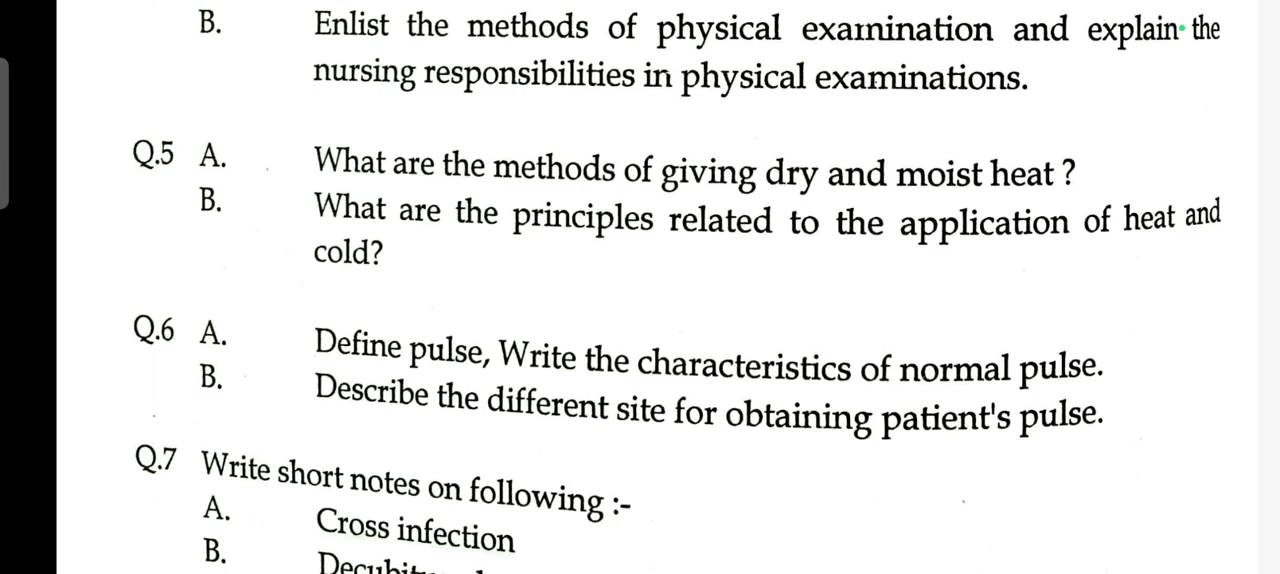 B. Enlist the methods of physical examination and explain the
nursing responsibilities in physical examinations.
Q.5 A. What are the methods of giving dry and moist heat ?
B. What are the principles related to the application of heat and
cold?
Q.6 A. Define pulse, Write the characteristics of normal pulse.
B. Describe the different site for obtaining patient's pulse.
Q.7 Write short notes on following :-
A. Cross infection
B.